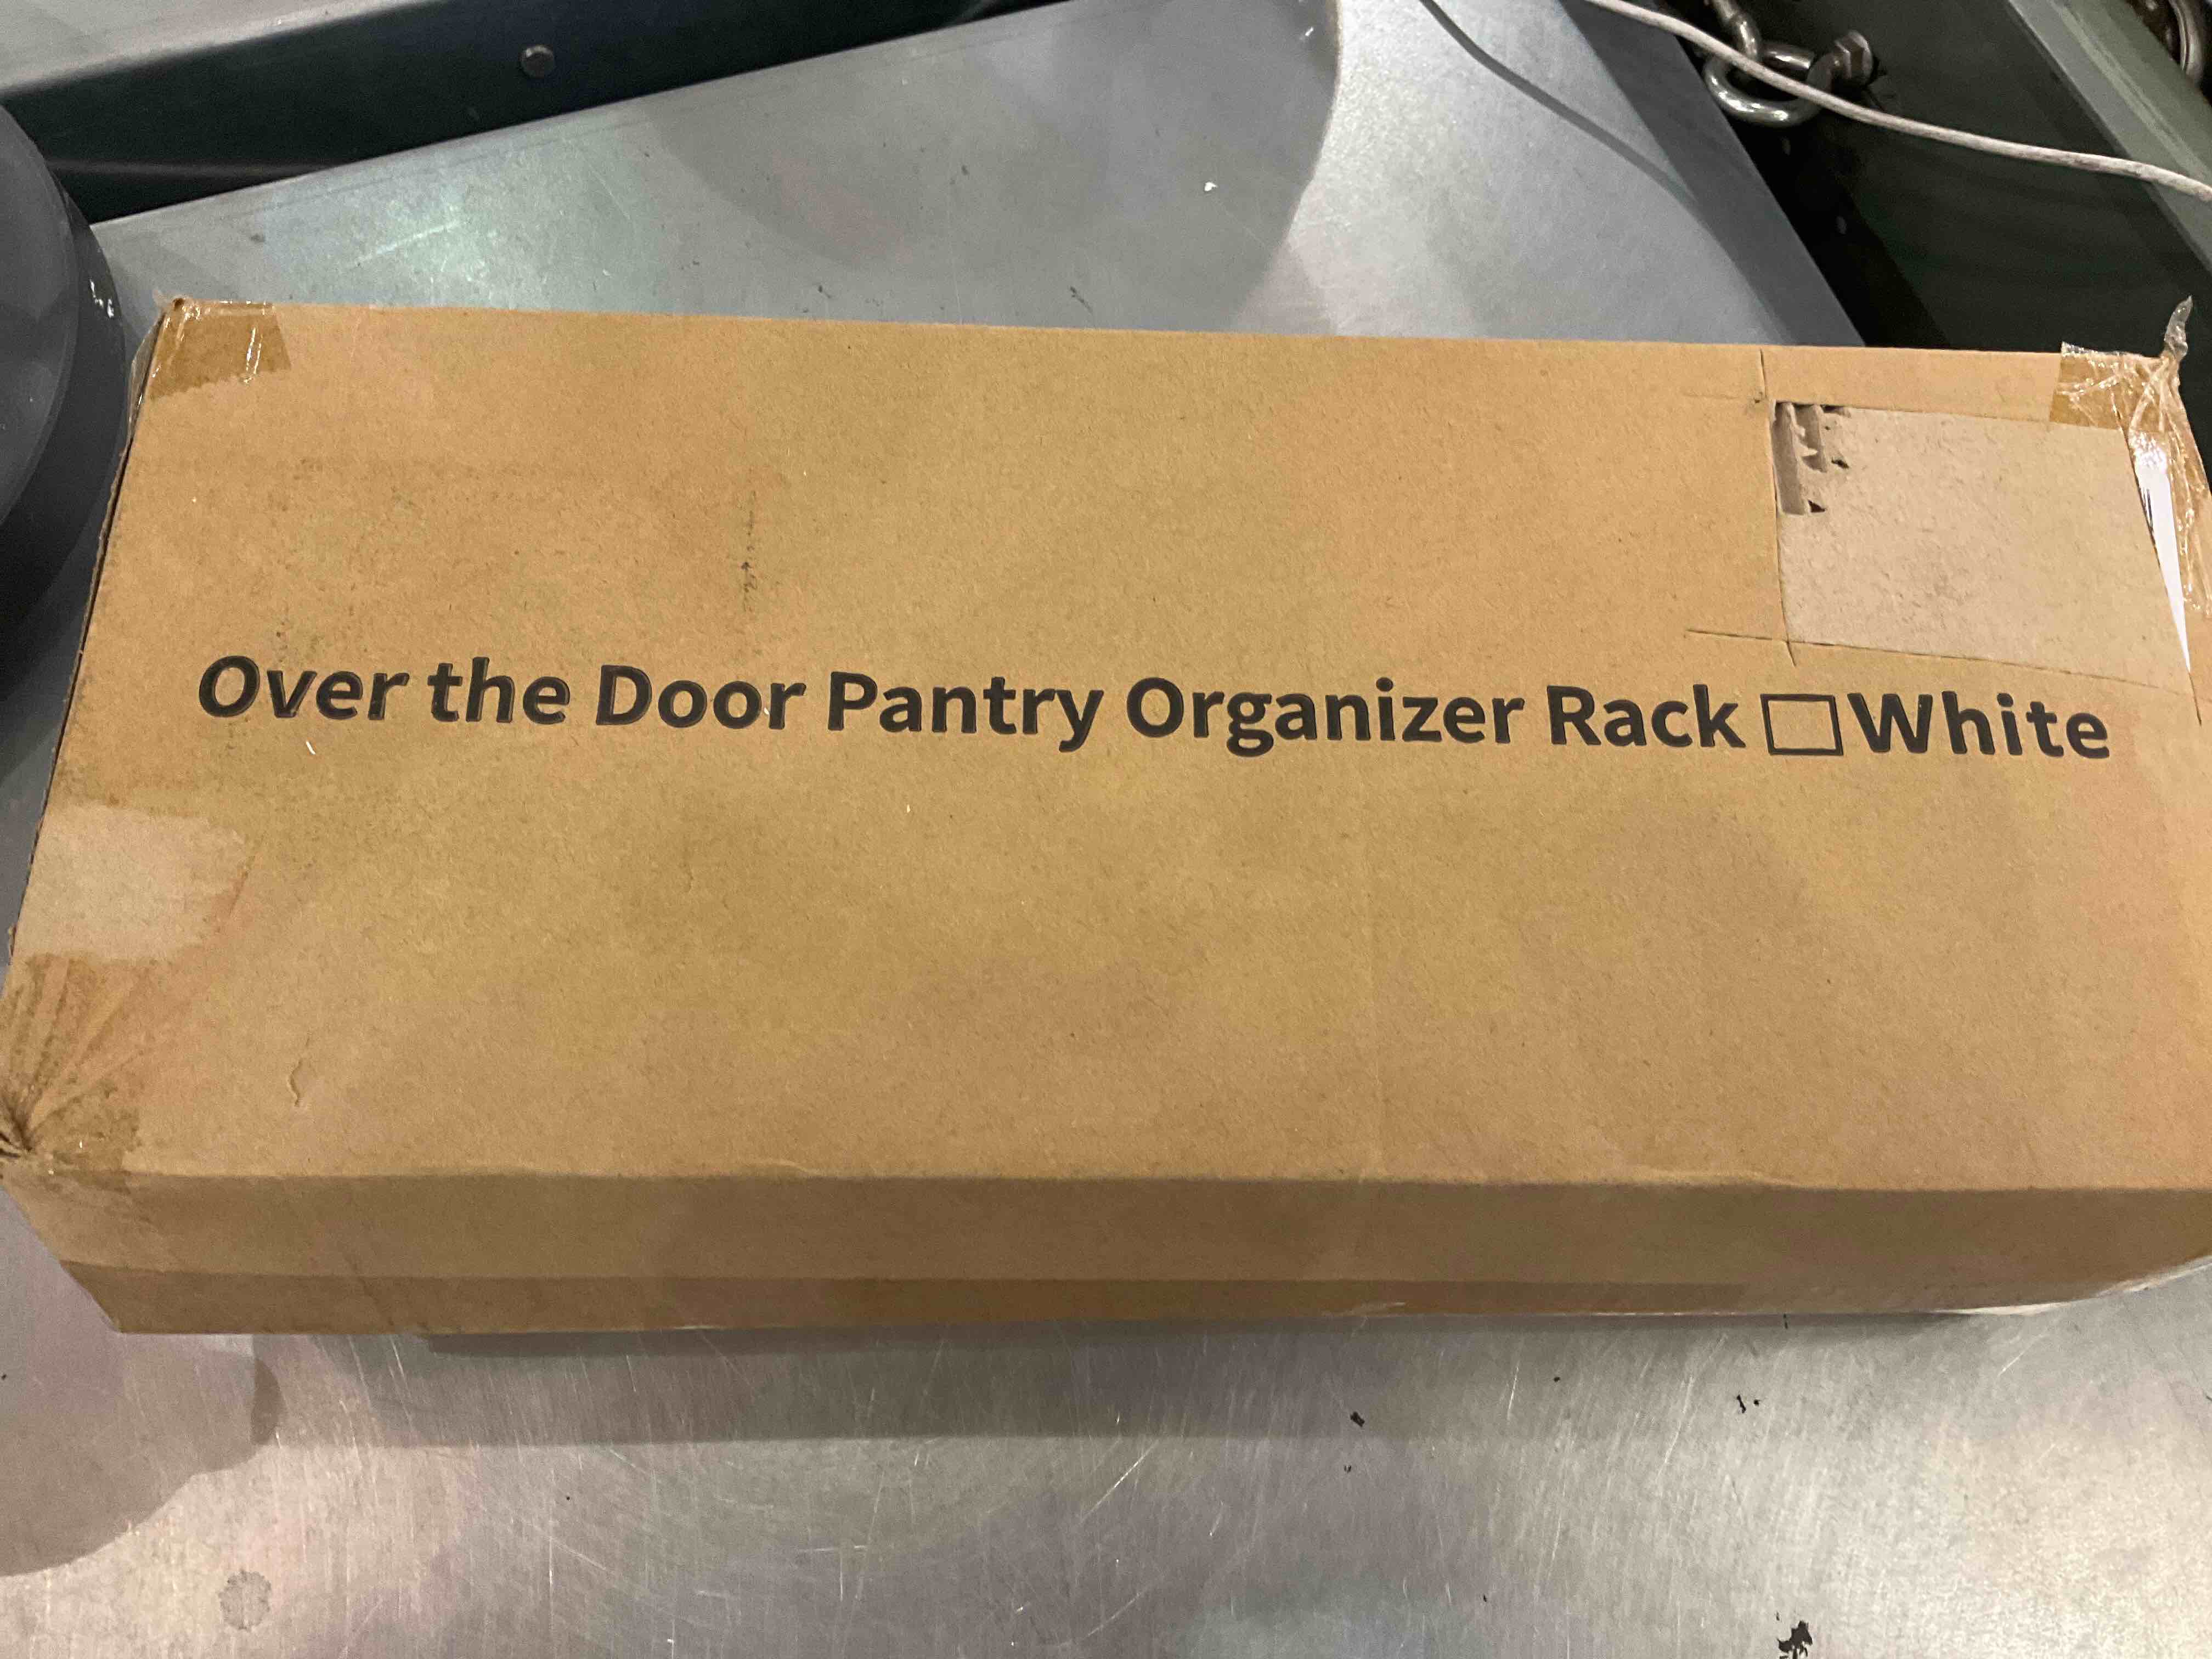 Over the Door Pantry Organizer Rack □White